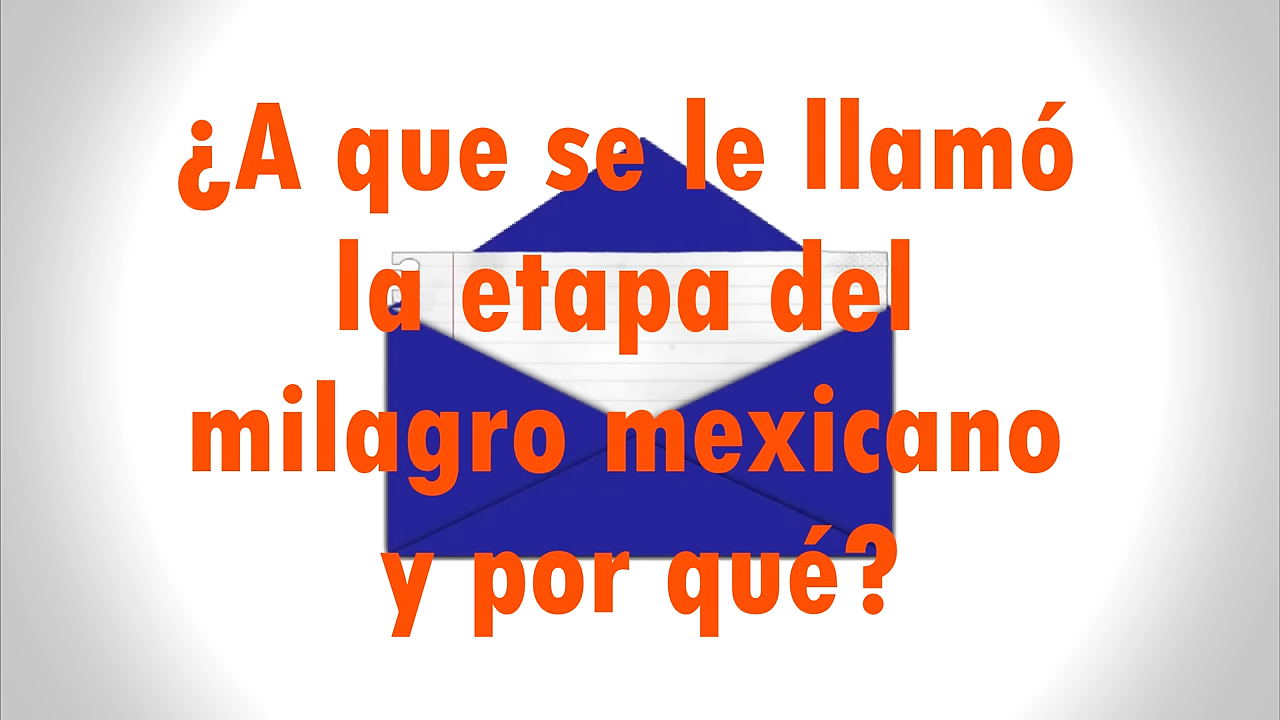 ¿A que se le llamó
la etapa del
milagro mexicano
y por qué?